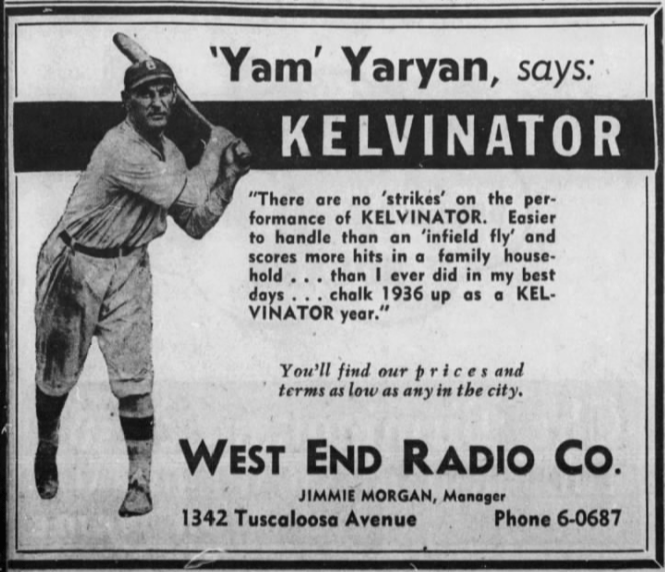 'Yam' Yaryan, says:
KELVINATOR
"There are no 'strikes' on the per-
formance of KELVINATOR. Easier
to handle than an 'infield fly' and
scores more hits in a family house-
hold . . . than I ever did in my best
days . . . chalk 1936 up as a KEL-
VINATOR year."
You'll find our prices and
terms as low as any in the city.
WEST END RADIO CO.
JIMMIE MORGAN, Manager
1342 Tuscaloosa Avenue Phone 6-0687
B